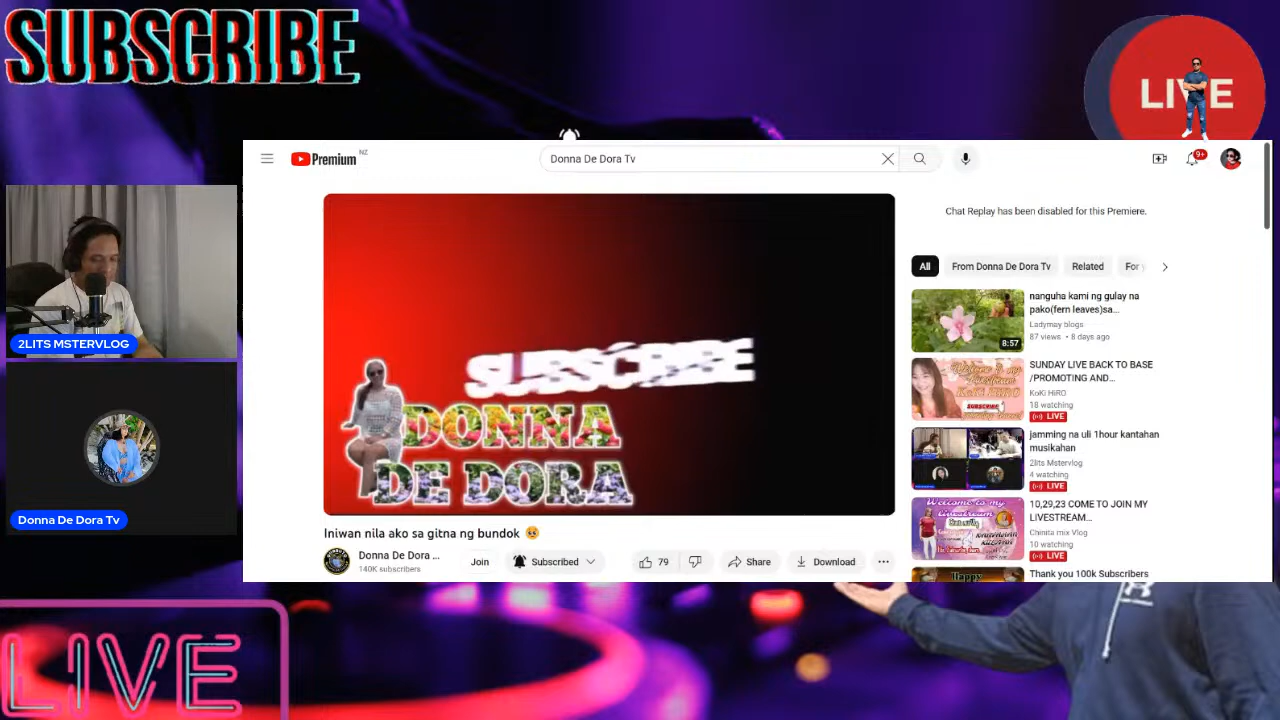 SUBSCRIBE
LIVE
Premium NZ
Donna De Dora Tv
9+
2LITS MSTERVLOG
Donna De Dora Tv
SUBSCRIBE
DONNA
DE DORA
Iniwan nila ako sa gitna ng bundok
Donna De Dora ...
140K subscribers
Join
Subscribed
79
Share
Download
Chat Replay has been disabled for this Premiere.
All
From Donna De Dora Tv
Related
For y
8:57
nanguha kami ng gulay na
pako(fern leaves)sa...
Ladymay blogs
87 views • 8 days ago
SUNDAY LIVE BACK TO BASE
/PROMOTING AND...
KoKi HiRO
18 watching
LIVE
jamming na uli 1hour kantahan
musikahan
2lits Mstervlog
4 watching
LIVE
10,29,23 COME TO JOIN MY
LIVESTREAM...
Chinita mix Vlog
10 watching
LIVE
Thank you 100k Subscribers
LIVE